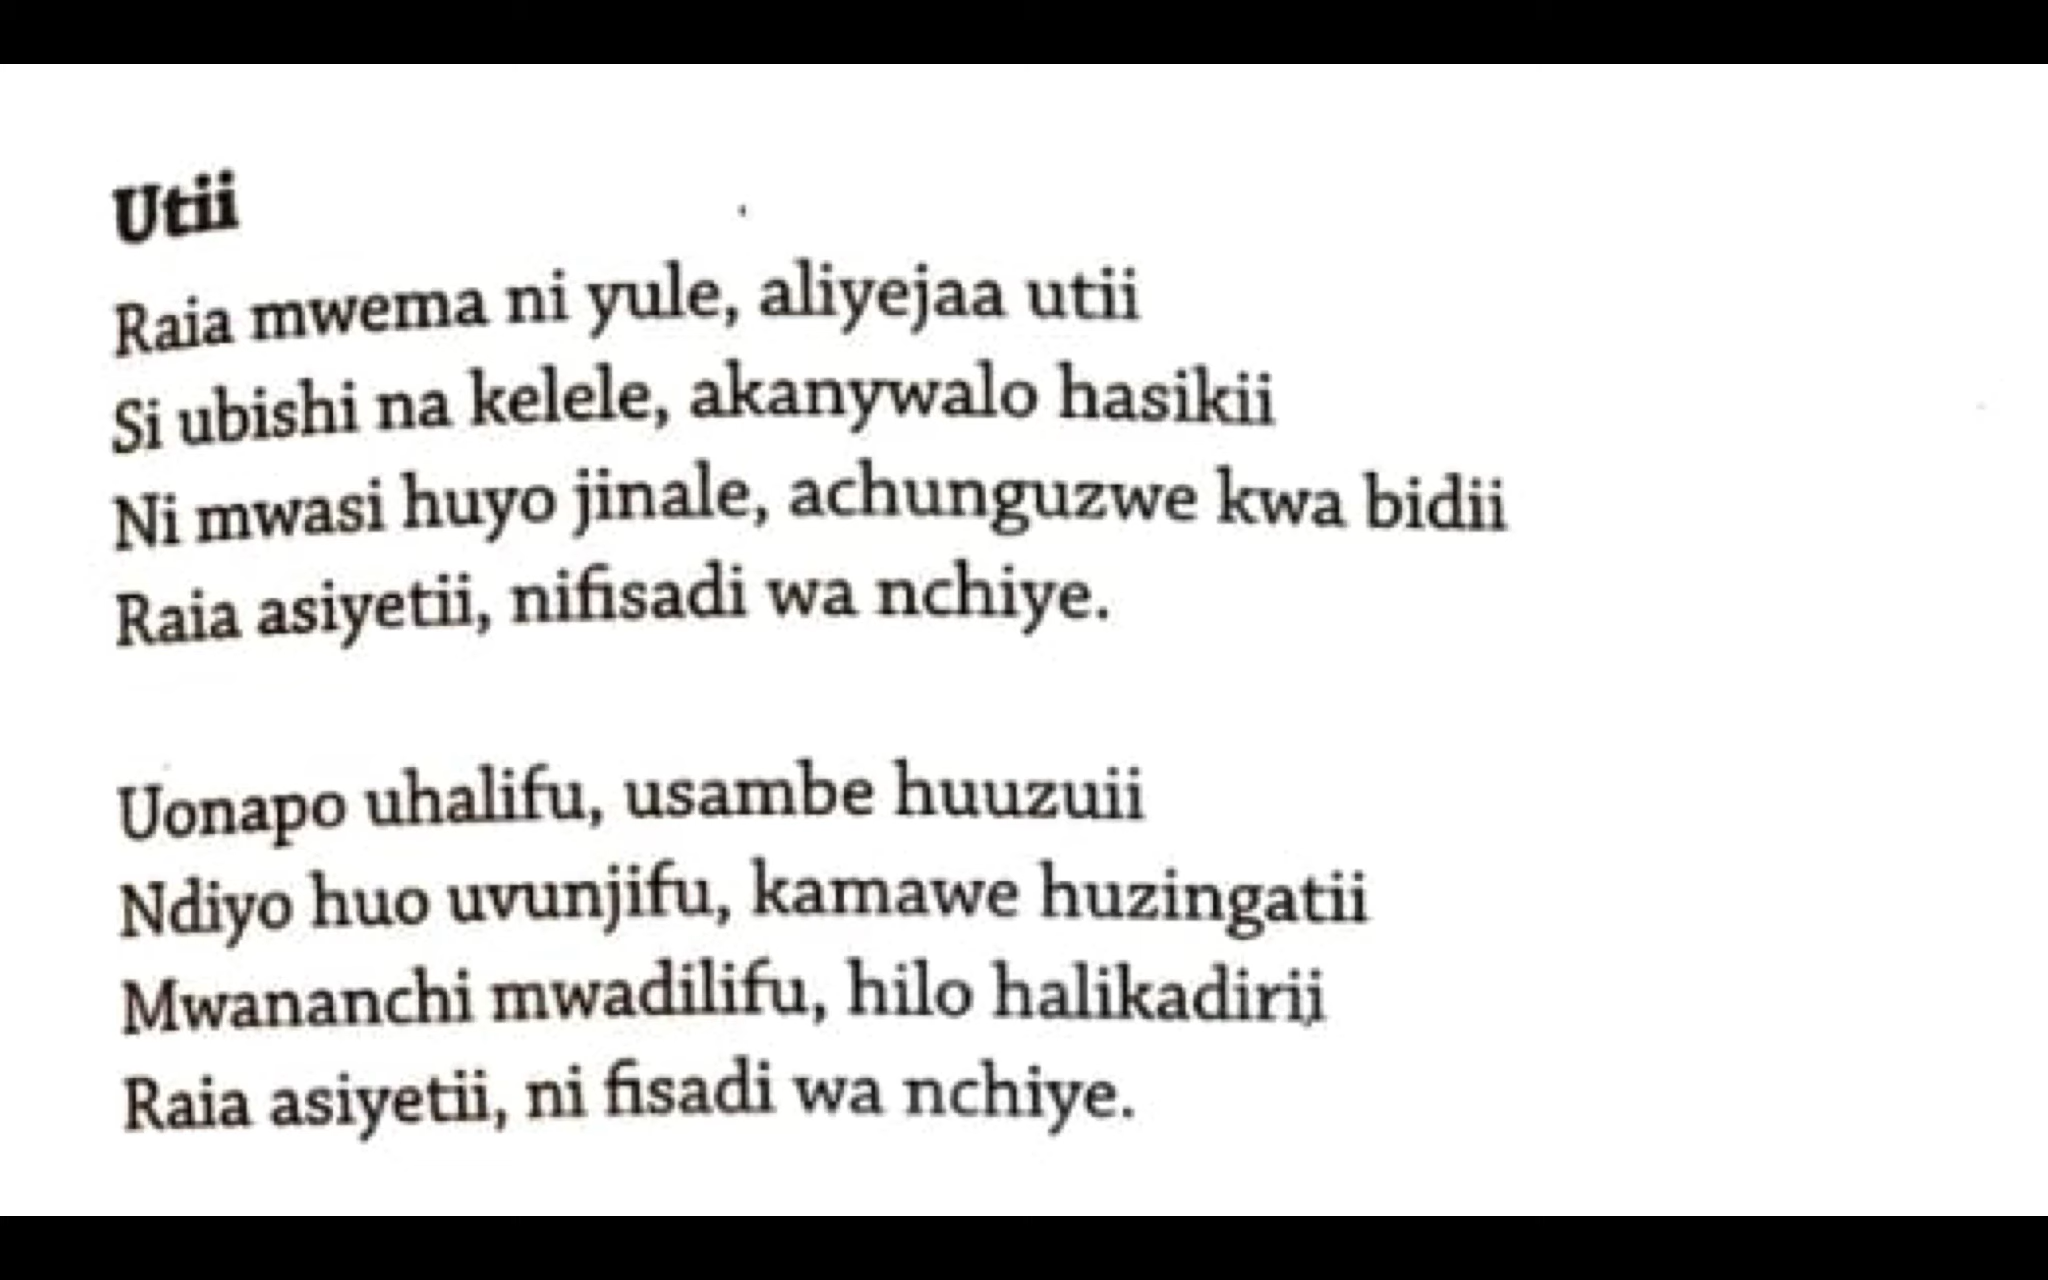 Utii
Raia mwema ni yule, aliyejaa utii
Si ubishi na kelele, akanywalo hasikii
Ni mwasi huyo jinale, achunguzwe kwa bidii
Raia asiyetii, nifisadi wa nchiye.
Uonapo uhalifu, usambe huuzuii
Ndiyo huo uvunjifu, kamawe huzingatii
Mwananchi mwadilifu, hilo halikadirii
Raia asiyetii, ni fisadi wa nchiye.